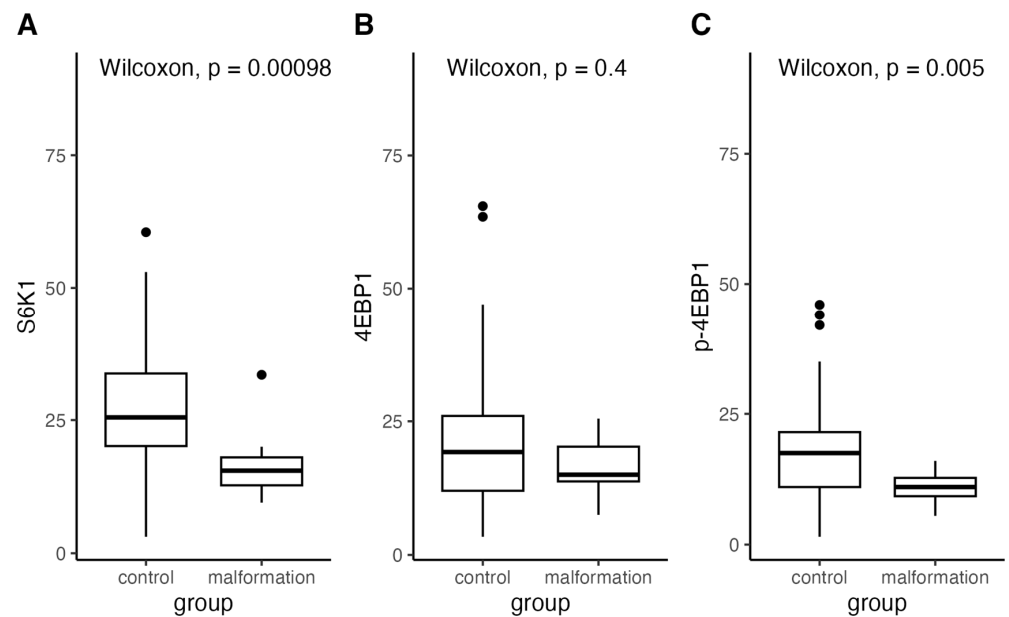 A
Wilcoxon, p = 0.00098
S6K1
75
50
25
0
control malformation
group
B
Wilcoxon, p = 0.4
4EBP1
75
50
25
0
control malformation
group
C
Wilcoxon, p = 0.005
p-4EBP1
75
50
25
0
control malformation
group